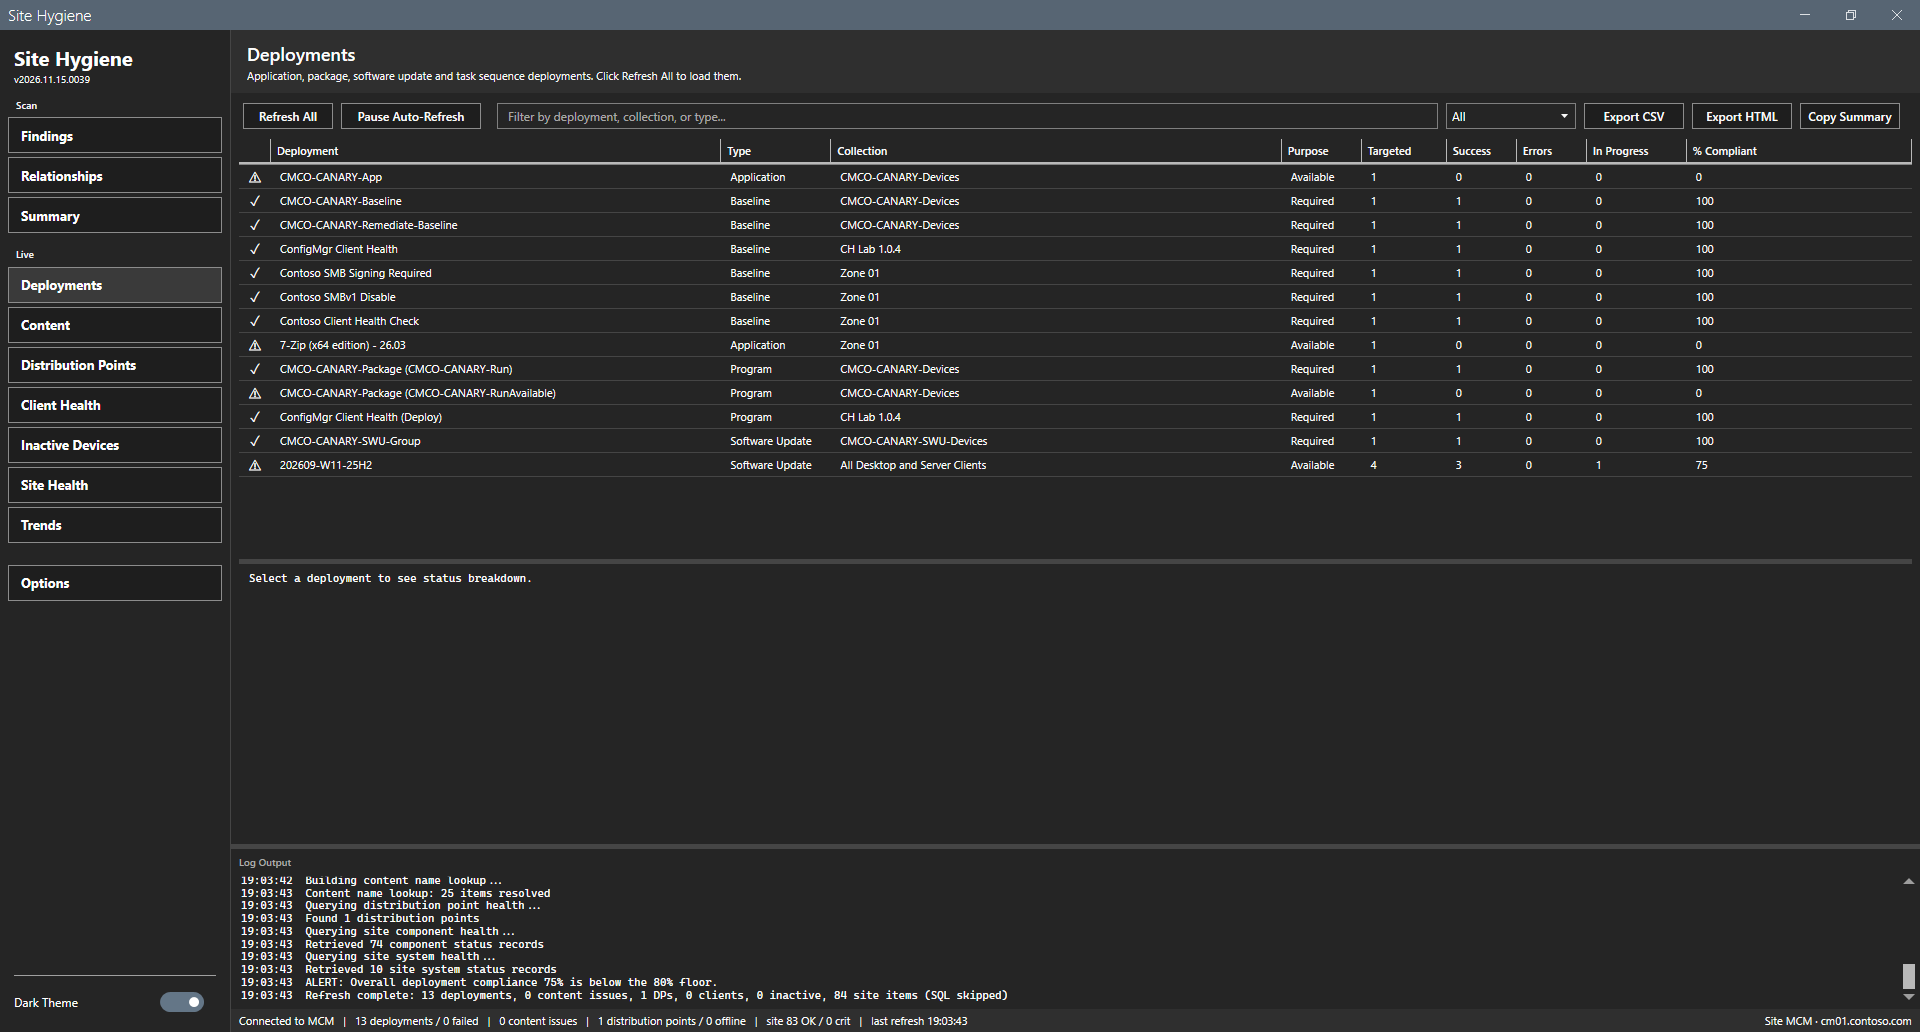 Site Hygiene
Site Hygiene
v2026.11.15.0039
Scan
Findings
Relationships
Summary
Live
Deployments
Content
Distribution Points
Client Health
Inactive Devices
Site Health
Trends
Options
Dark Theme
Deployments
Application, package, software update and task sequence deployments. Click Refresh All to load them.
Refresh All Pause Auto-Refresh Filter by deployment, collection, or type... All Export CSV Export HTML Copy Summary
Deployment Type Collection Purpose Targeted Success Errors In Progress % Compliant
CMCO-CANARY-App Application CMCO-CANARY-Devices Available 1 0 0 0 0
CMCO-CANARY-Baseline Baseline CMCO-CANARY-Devices Required 1 1 0 0 100
CMCO-CANARY-Remediate-Baseline Baseline CMCO-CANARY-Devices Required 1 1 0 0 100
ConfigMgr Client Health Baseline CH Lab 1.0.4 Required 1 1 0 0 100
Contoso SMB Signing Required Baseline Zone 01 Required 1 1 0 0 100
Contoso SMBv1 Disable Baseline Zone 01 Required 1 1 0 0 100
Contoso Client Health Check Baseline Zone 01 Required 1 1 0 0 100
7-Zip (x64 edition) - 26.03 Application Zone 01 Available 1 0 0 0 0
CMCO-CANARY-Package (CMCO-CANARY-Run) Program CMCO-CANARY-Devices Required 1 1 0 0 100
CMCO-CANARY-Package (CMCO-CANARY-RunAvailable) Program CMCO-CANARY-Devices Available 1 0 0 0 0
ConfigMgr Client Health (Deploy) Program CH Lab 1.0.4 Required 1 1 0 0 100
CMCO-CANARY-SWU-Group Software Update CMCO-CANARY-SWU-Devices Required 1 1 0 0 100
202609-W11-25H2 Software Update All Desktop and Server Clients Available 4 3 0 1 75
Select a deployment to see status breakdown.
Log Output
19:03:42 Building content name lookup...
19:03:43 Content name lookup: 25 items resolved
19:03:43 Querying distribution point health...
19:03:43 Found 1 distribution points
19:03:43 Querying site component health...
19:03:43 Retrieved 74 component status records
19:03:43 Querying site system health...
19:03:43 Retrieved 10 site system status records
19:03:43 ALERT: Overall deployment compliance 75% is below the 80% floor.
19:03:43 Refresh complete: 13 deployments, 0 content issues, 1 DPs, 0 clients, 0 inactive, 84 site items (SQL skipped)
Connected to MCM | 13 deployments / 0 failed | 0 content issues | 1 distribution points / 0 offline | site 83 OK / 0 crit | last refresh 19:03:43 Site MCM · cm01.contoso.com